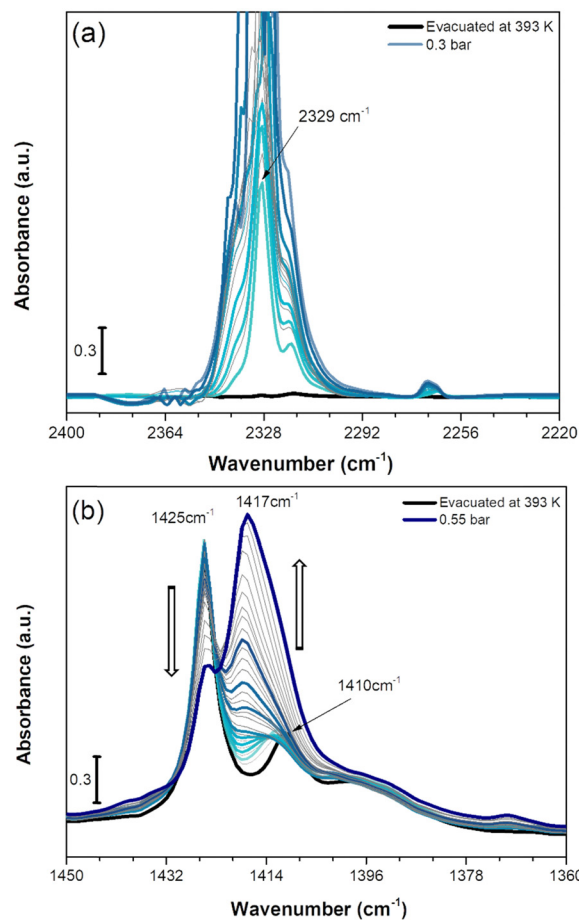 (a)
Evacuated at 393 K
0.3 bar
2329 cm-1
0.3
Absorbance (a.u.)
2400 2364 2328 2292 2256 2220
Wavenumber (cm-1)
(b)
1425cm-1
1417cm-1
Evacuated at 393 K
0.55 bar
1410cm-1
0.3
Absorbance (a.u.)
1450 1432 1414 1396 1378 1360
Wavenumber (cm-1)